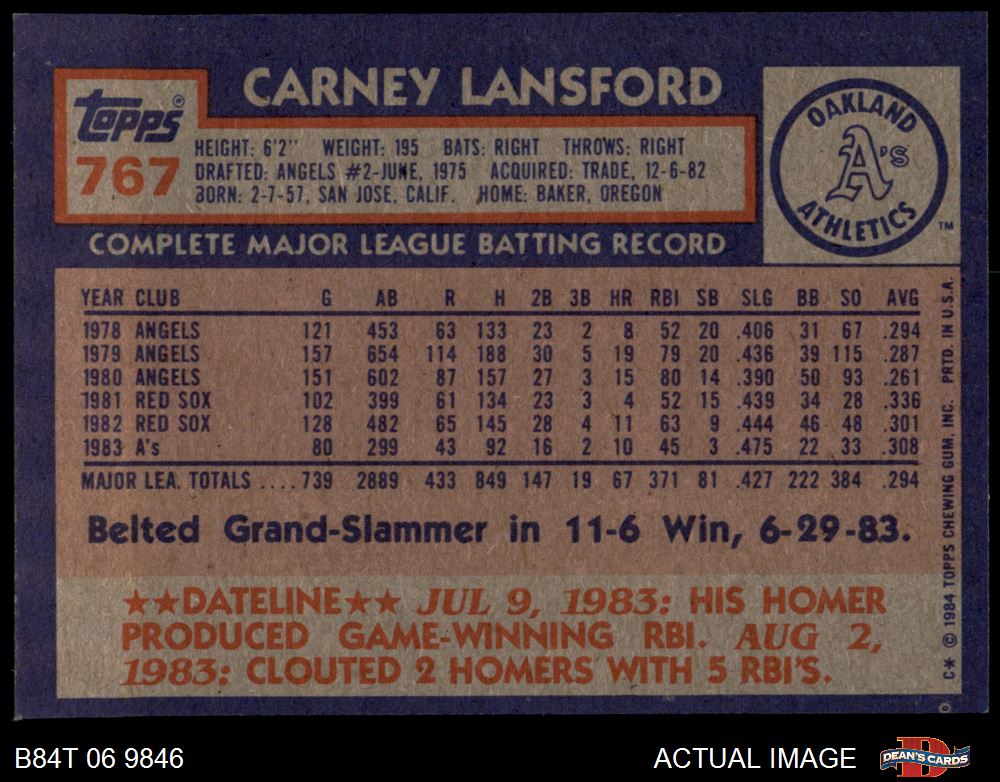 CARNEY LANSFORD
topps®
767
HEIGHT: 6'2" WEIGHT: 195 BATS: RIGHT THROWS: RIGHT
DRAFTED: ANGELS #2-JUNE, 1975 ACQUIRED: TRADE, 12-6-82
BORN: 2-7-57, SAN JOSE, CALIF. HOME: BAKER, OREGON
OAKLAND
A's
ATHLETICS
TM
COMPLETE MAJOR LEAGUE BATTING RECORD
YEAR CLUB G AB R H 2B 3B HR RBI SB SLG BB SO AVG
1978 ANGELS 121 453 63 133 23 2 8 52 20 .406 31 67 .294
1979 ANGELS 157 654 114 188 30 5 19 79 20 .436 39 115 .287
1980 ANGELS 151 602 87 157 27 3 15 80 14 .390 50 93 .261
1981 RED SOX 102 399 61 134 23 3 4 52 15 .439 34 28 .336
1982 RED SOX 128 482 65 145 28 4 11 63 9 .444 46 48 .301
1983 A's 80 299 43 92 16 2 10 45 3 .475 22 33 .308
MAJOR LEA. TOTALS ....739 2889 433 849 147 19 67 371 81 .427 222 384 .294
Belted Grand-Slammer in 11-6 Win, 6-29-83.
★★DATELINE★★ JUL 9, 1983: HIS HOMER
PRODUCED GAME-WINNING RBI. AUG 2,
1983: CLOUTED 2 HOMERS WITH 5 RBI'S.
C* © 1984 TOPPS CHEWING GUM, INC. PRTD. IN U.S.A.
B84T 06 9846
ACTUAL IMAGE
DEAN'S CARDS